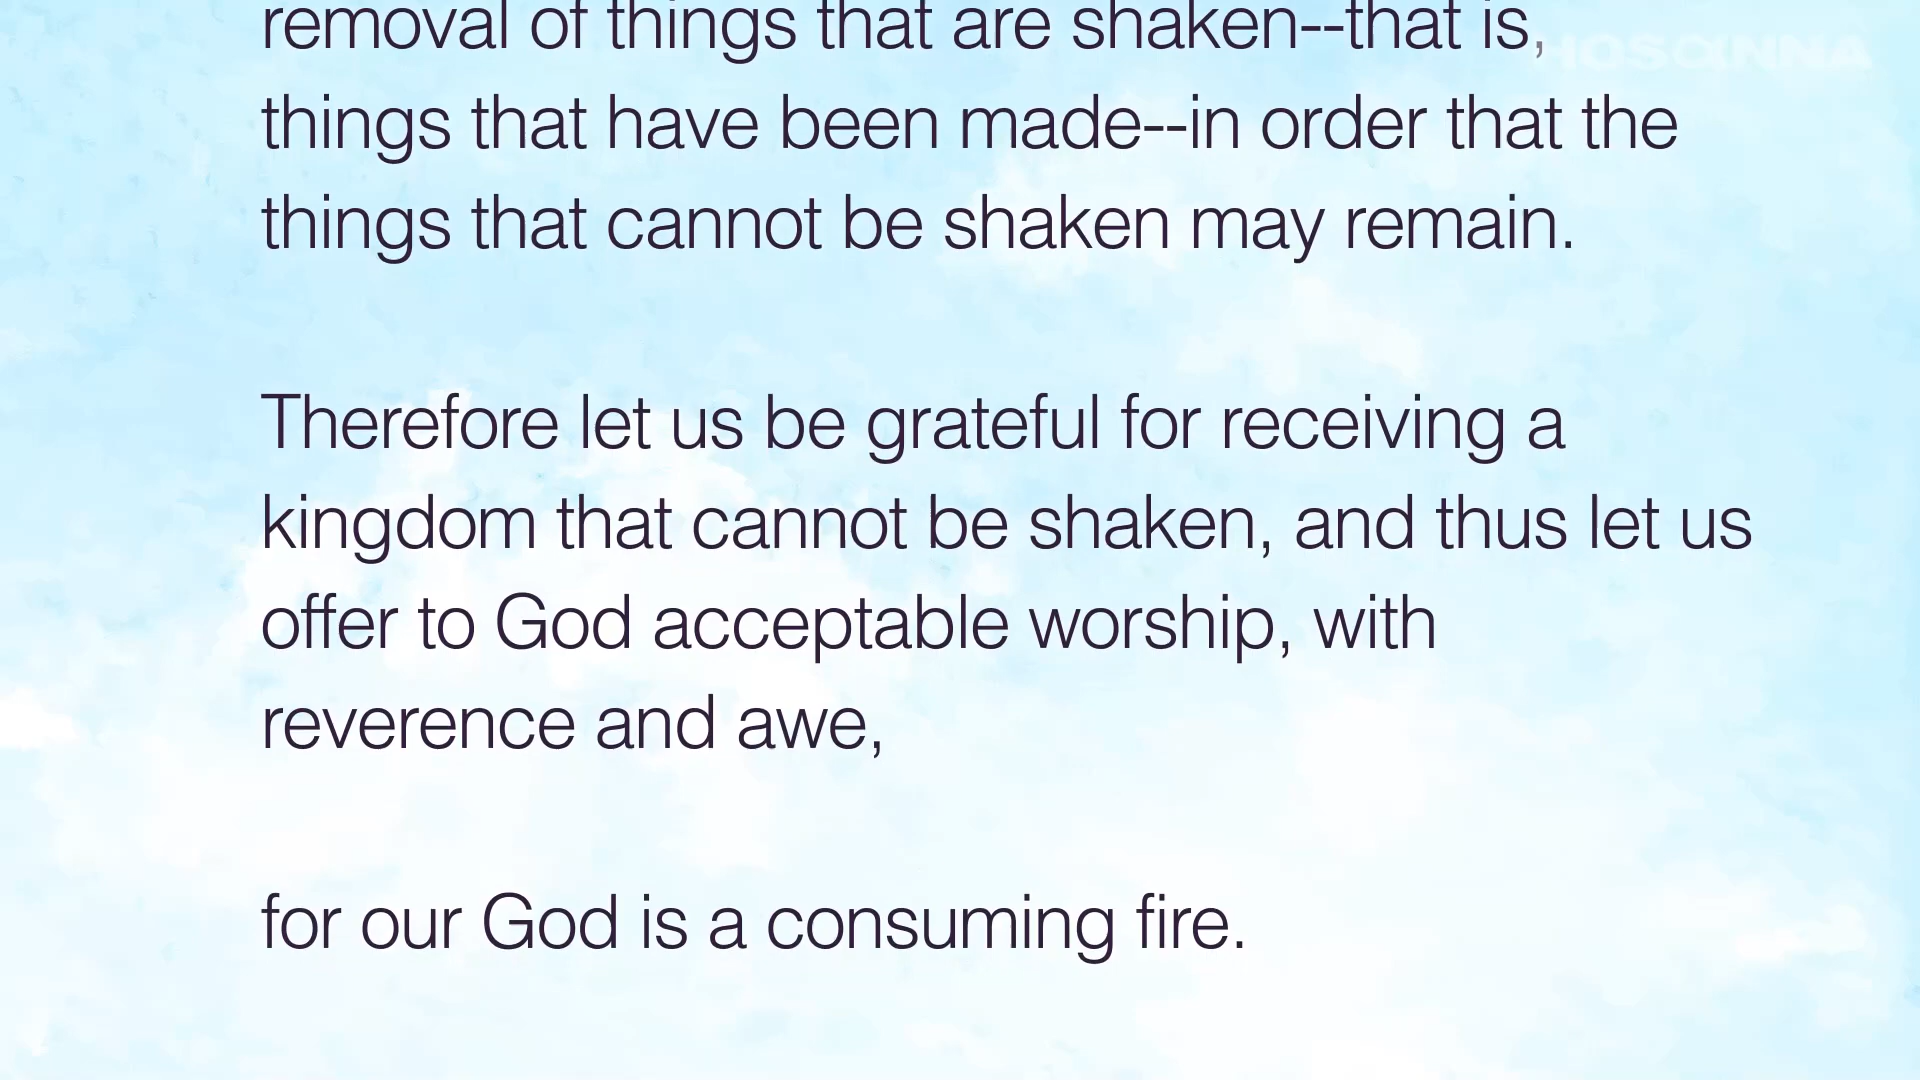 removal of things that are shaken--that is,
HOSANNA
things that have been made--in order that the
things that cannot be shaken may remain.
Therefore let us be grateful for receiving a
kingdom that cannot be shaken, and thus let us
offer to God acceptable worship, with
reverence and awe,
for our God is a consuming fire.